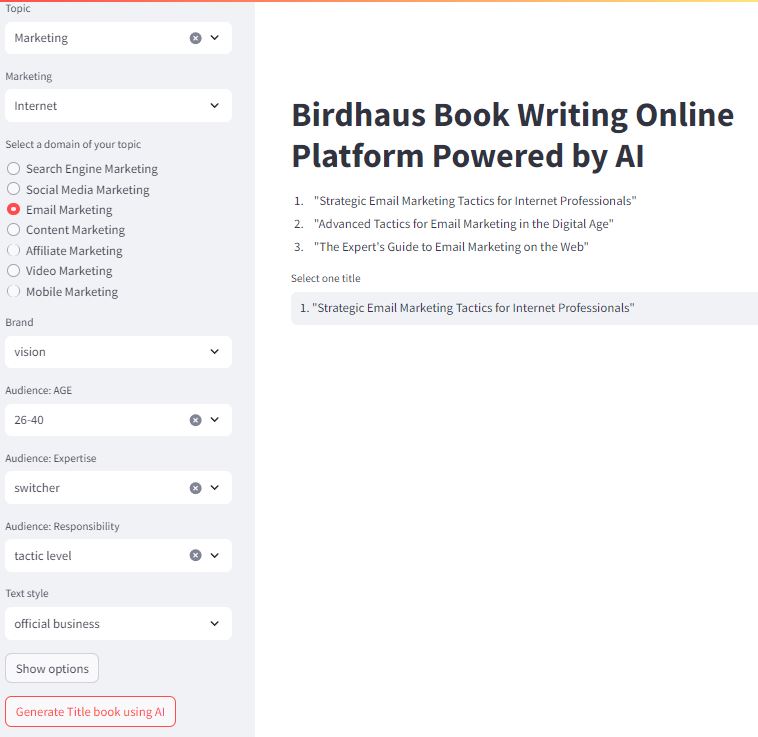 Topic
Marketing
Marketing
Internet
Select a domain of your topic
Search Engine Marketing
Social Media Marketing
Email Marketing
Content Marketing
Affiliate Marketing
Video Marketing
Mobile Marketing
Brand
vision
Audience: AGE
26-40
Audience: Expertise
switcher
Audience: Responsibility
tactic level
Text style
official business
Show options
Generate Title book using AI
Birdhaus Book Writing Online
Platform Powered by AI
1. "Strategic Email Marketing Tactics for Internet Professionals"
2. "Advanced Tactics for Email Marketing in the Digital Age"
3. "The Expert's Guide to Email Marketing on the Web"
Select one title
1. "Strategic Email Marketing Tactics for Internet Professionals"